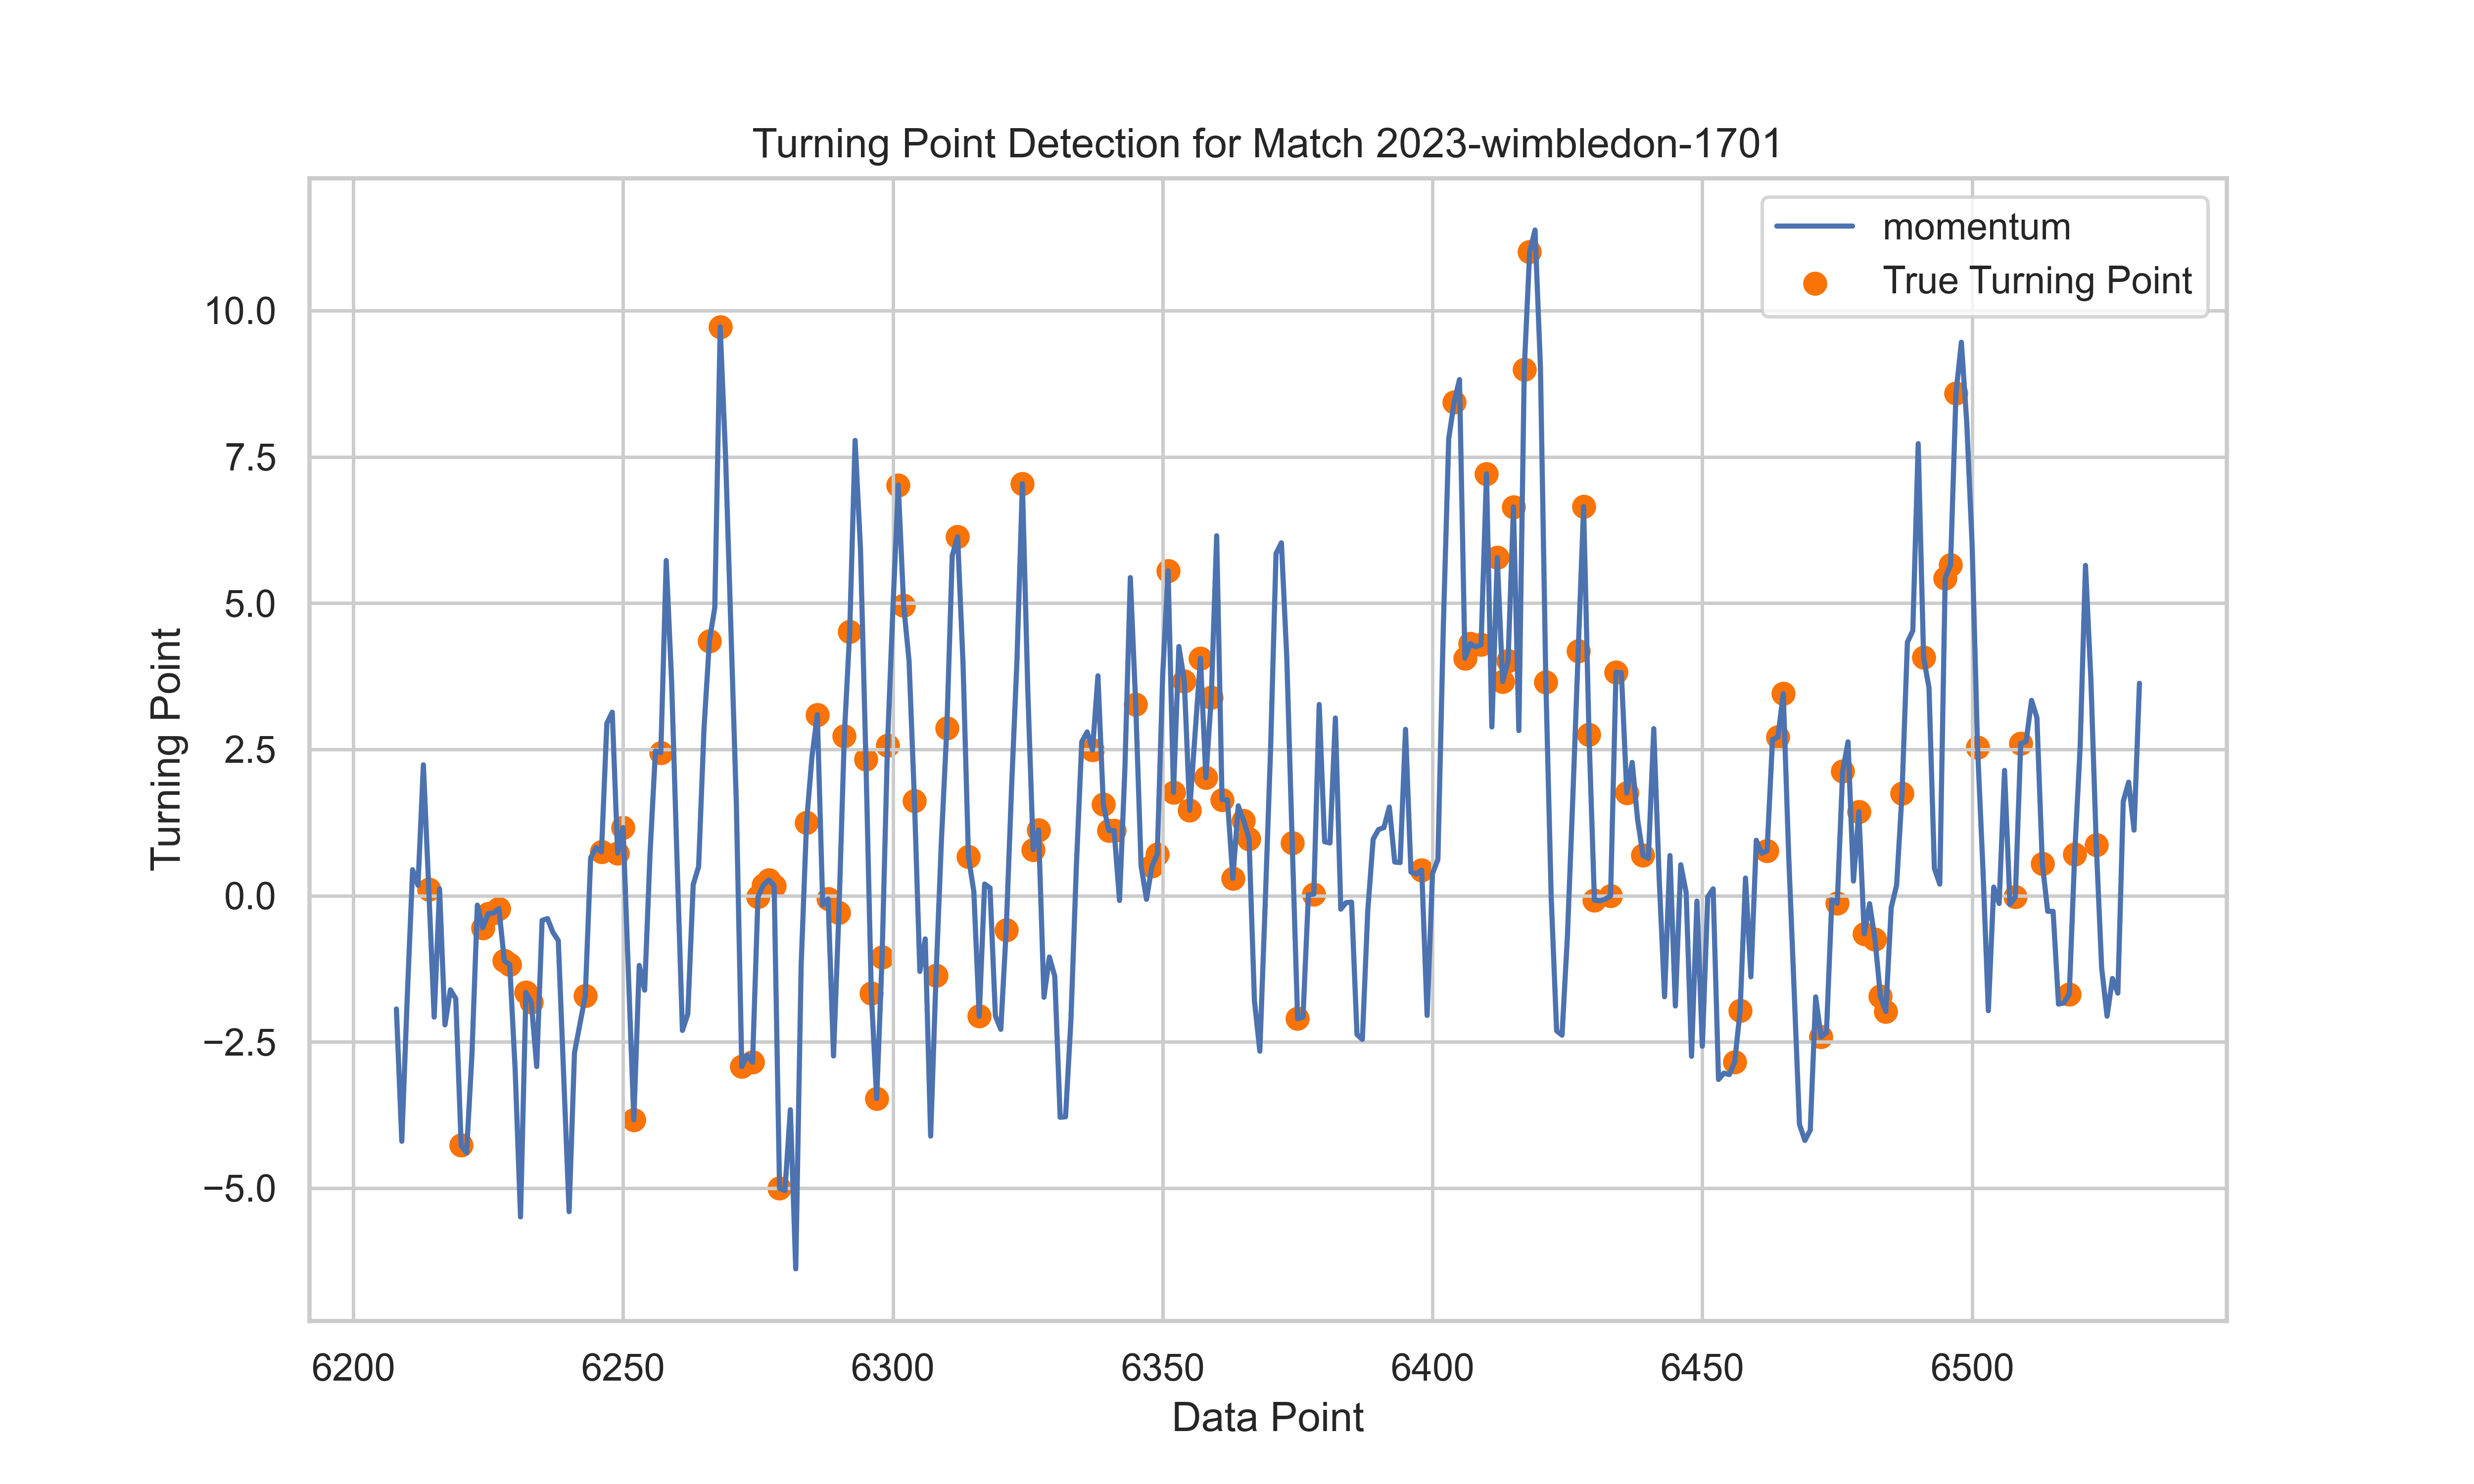 Turning Point Detection for Match 2023-wimbledon-1701
momentum
True Turning Point
10.0
7.5
5.0
2.5
0.0
−2.5
−5.0
Turning Point
6200 6250 6300 6350 6400 6450 6500
Data Point